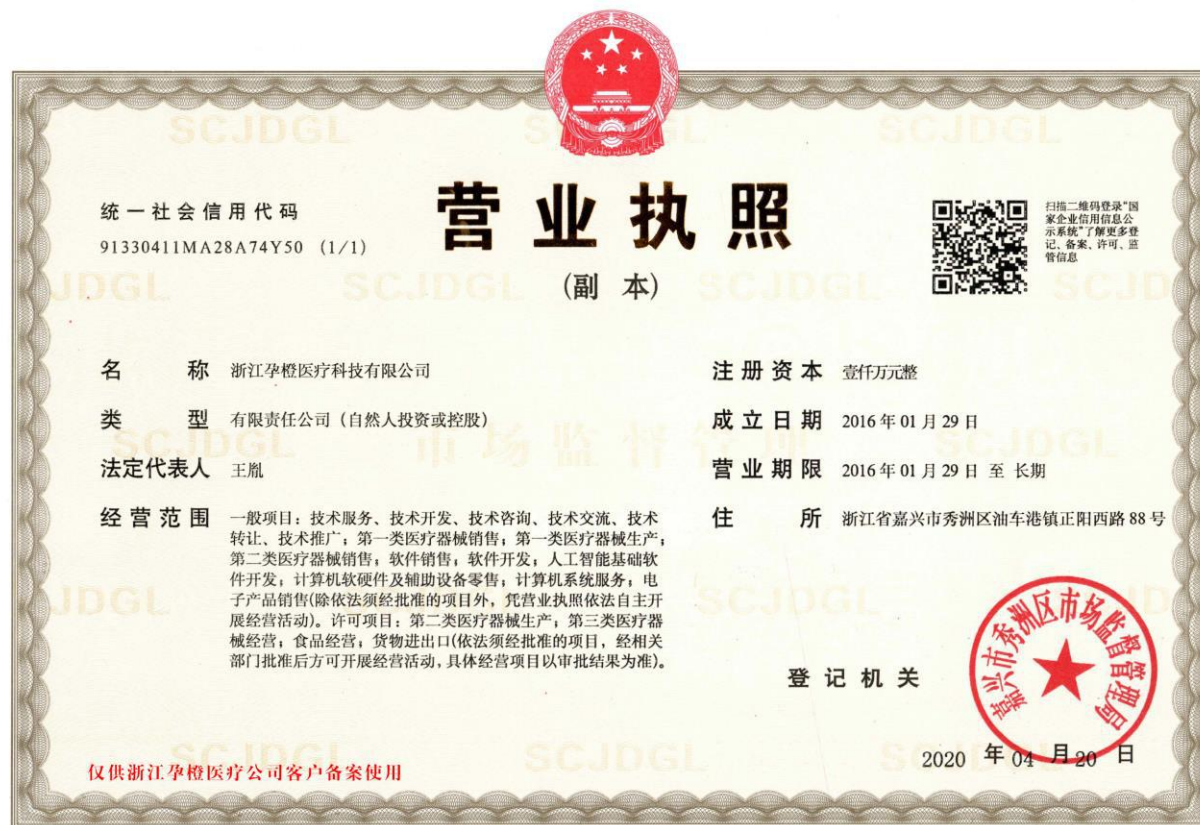 营业执照
(副 本)
统一社会信用代码
91330411MA28A74Y50 (1/1)
扫描二维码登录“国
家企业信用信息公
示系统”了解更多登
记、备案、许可、监
管信息
名 称 浙江孕橙医疗科技有限公司
类 型 有限责任公司（自然人投资或控股）
法定代表人 王胤
经营范围 一般项目：技术服务、技术开发、技术咨询、技术交流、技术
转让、技术推广；第一类医疗器械销售；第一类医疗器械生产；
第二类医疗器械销售；软件销售；软件开发；人工智能基础软
件开发；计算机软硬件及辅助设备零售；计算机系统服务；电
子产品销售(除依法须经批准的项目外，凭营业执照依法自主开
展经营活动)。许可项目：第二类医疗器械生产；第三类医疗器
械经营；食品经营；货物进出口(依法须经批准的项目，经相关
部门批准后方可开展经营活动，具体经营项目以审批结果为准)。
注册资本 壹仟万元整
成立日期 2016年01月29日
营业期限 2016年01月29日 至 长期
住 所 浙江省嘉兴市秀洲区油车港镇正阳西路88号
登记机关
嘉兴市秀洲区市场监督管理局
2020 年 04 月 20 日
仅供浙江孕橙医疗公司客户备案使用
SCJDGL
市场监督管理